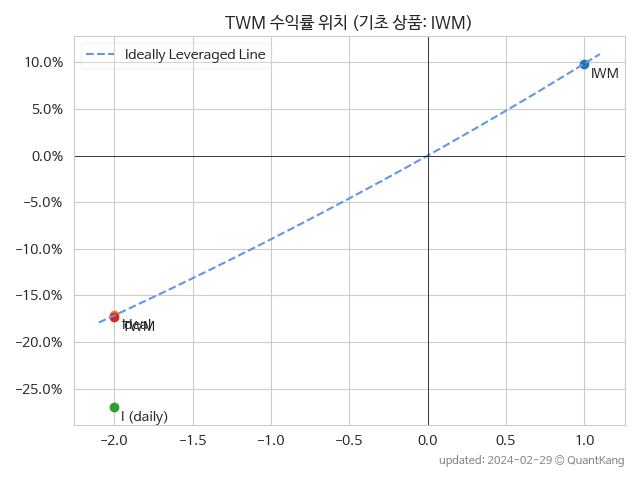 TWM 수익률 위치 (기초 상품: IWM)
Ideally Leveraged Line
10.0%
5.0%
0.0%
−5.0%
−10.0%
−15.0%
−20.0%
−25.0%
IWM
Ideal
TWM
I (daily)
−2.0 −1.5 −1.0 −0.5 0.0 0.5 1.0
updated: 2024-02-29 © QuantKang